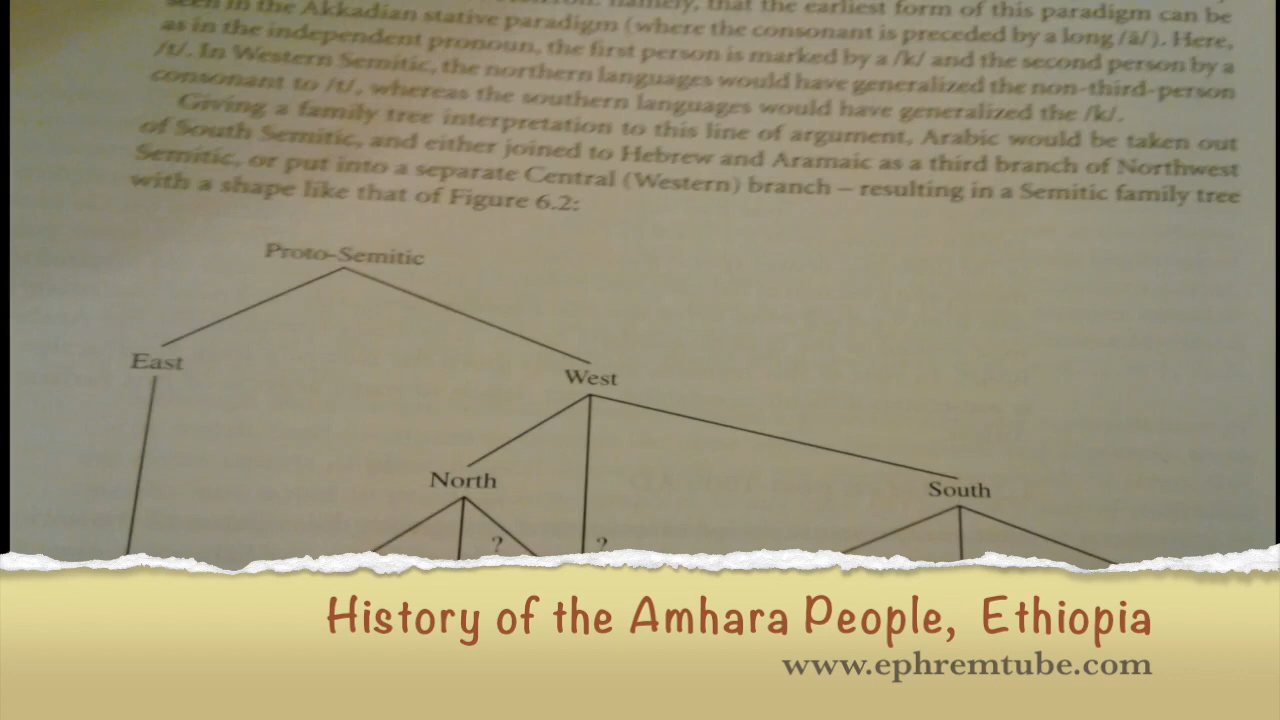 seen in the Akkadian stative paradigm (where the consonant is preceded by a long /ā/). Here,
as in the independent pronoun, the first person is marked by a /k/ and the second person by a
/t/. In Western Semitic, the northern languages would have generalized the non-third-person
consonant to /t/, whereas the southern languages would have generalized the /k/.
Giving a family tree interpretation to this line of argument, Arabic would be taken out
of South Semitic, and either joined to Hebrew and Aramaic as a third branch of Northwest
Semitic, or put into a separate Central (Western) branch – resulting in a Semitic family tree
with a shape like that of Figure 6.2:
Proto-Semitic
East
West
North
South
?
?
History of the Amhara People, Ethiopia
www.ephremtube.com